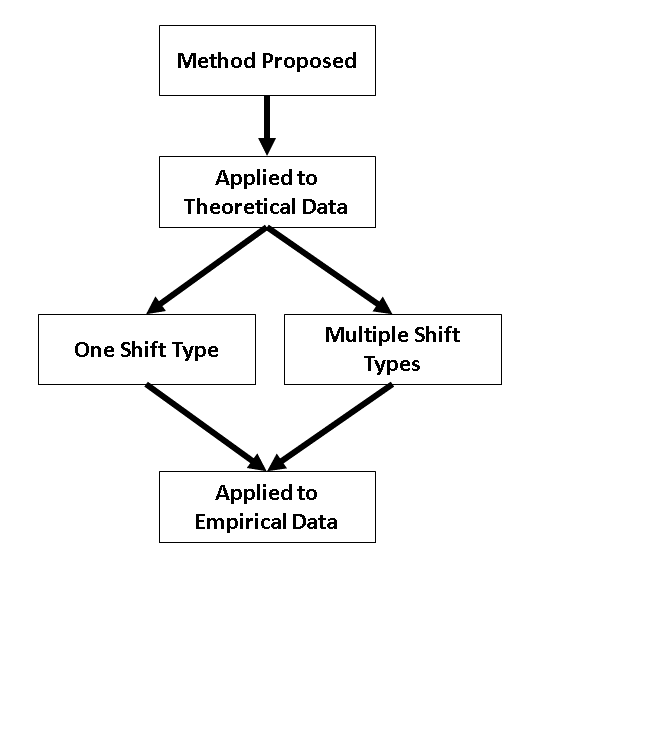 Method Proposed
Applied to
Theoretical Data
One Shift Type
Multiple Shift
Types
Applied to
Empirical Data